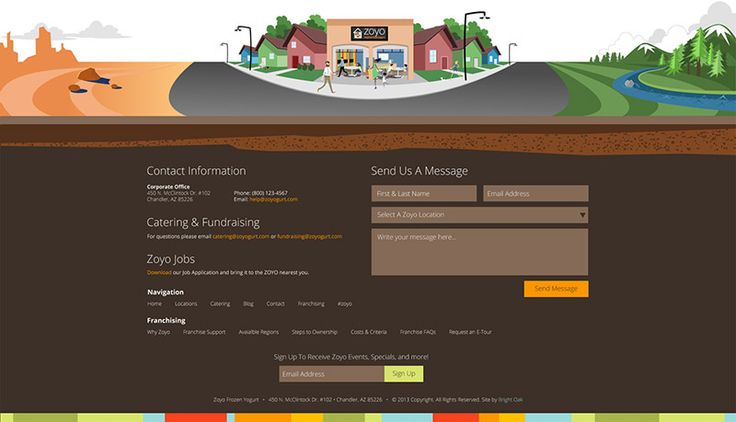 ZOYO
Contact Information
Corporate Office
450 N. McClintock Dr. #102
Chandler, AZ 85226
Phone: (800) 123-4567
Email: help@zoyogurt.com
Catering & Fundraising
For questions please email catering@zoyogurt.com or fundraising@zoyogurt.com
Zoyo Jobs
Download our Job Application and bring it to the ZOYO nearest you.
Navigation
Home Locations Catering Blog Contact Franchising #zoyo
Franchising
Why Zoyo Franchise Support Avaialble Regions Steps to Ownership Costs & Criteria Franchise FAQs Request an E-Tour
Send Us A Message
First & Last Name Email Address
Select A Zoyo Location
Write your message here...
Send Message
Sign Up To Receive Zoyo Events, Specials, and more!
Email Address Sign Up
Zoyo Frozen Yogurt • 450 N. McClintock Dr. #102 • Chandler, AZ 85226 • © 2013 Copyright. All Rights Reserved. Site by Bright Oak